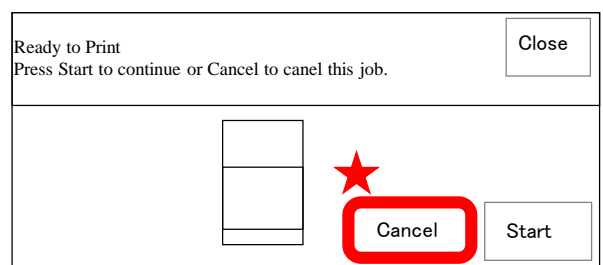 Ready to Print
Press Start to continue or Cancel to canel this job.
Close
Cancel
Start